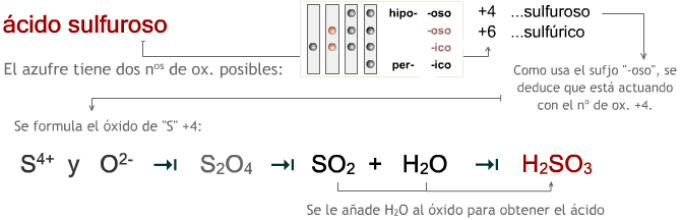 ácido sulfuroso
hipo- -oso +4 ...sulfuroso
-oso +6 ...sulfúrico
-ico
per- -ico
El azufre tiene dos nᵒˢ de ox. posibles:
Como usa el sufjo "-oso", se
deduce que está actuando
con el nº de ox. +4.
Se formula el óxido de "S" +4:
S⁴⁺ y O²⁻ → S₂O₄ → SO₂ + H₂O → H₂SO₃
Se le añade H₂O al óxido para obtener el ácido